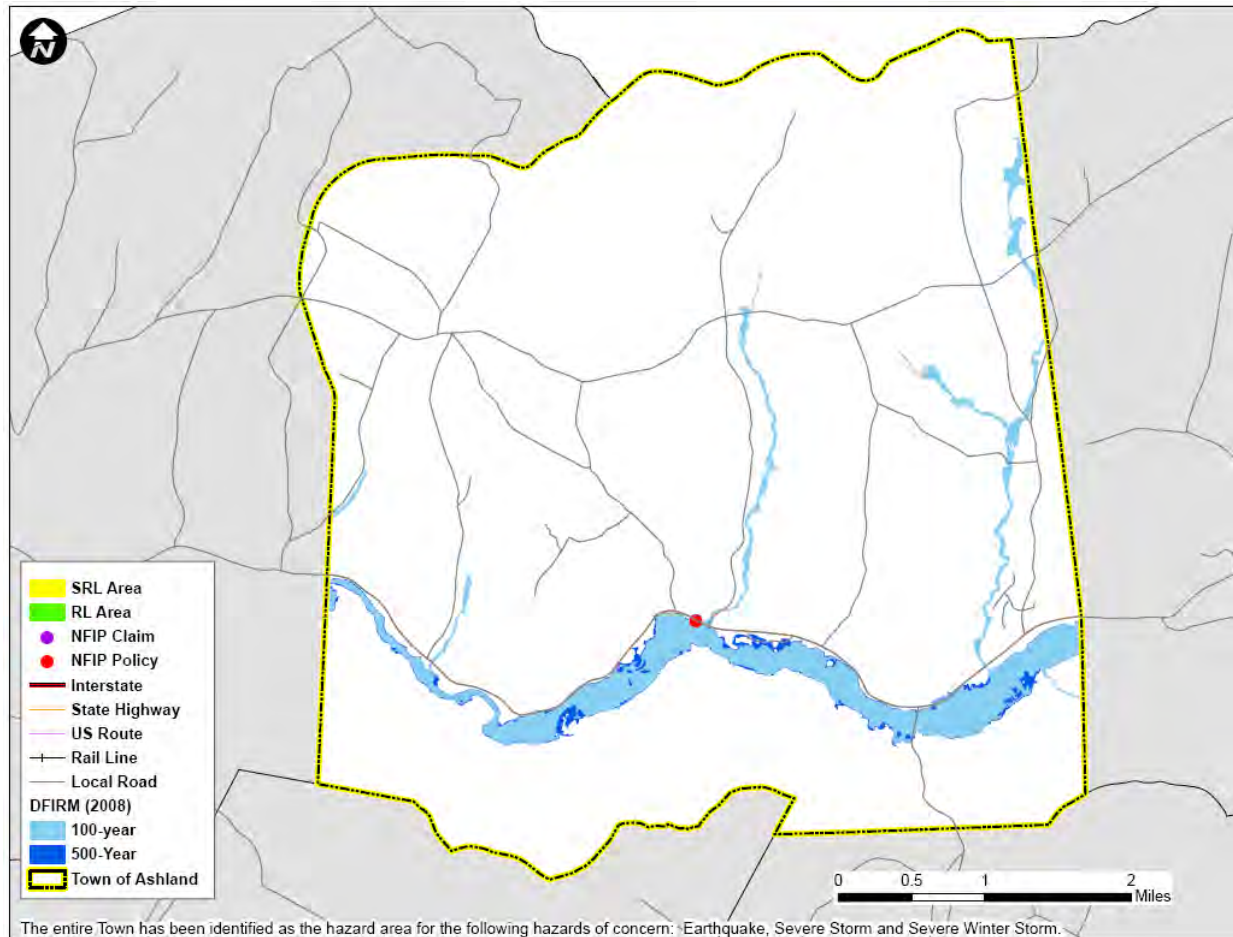 N
SRL Area
RL Area
NFIP Claim
NFIP Policy
Interstate
State Highway
US Route
Rail Line
Local Road
DFIRM (2008)
100-year
500-Year
Town of Ashland
0 0.5 1 2
Miles
The entire Town has been identified as the hazard area for the following hazards of concern: Earthquake, Severe Storm and Severe Winter Storm.